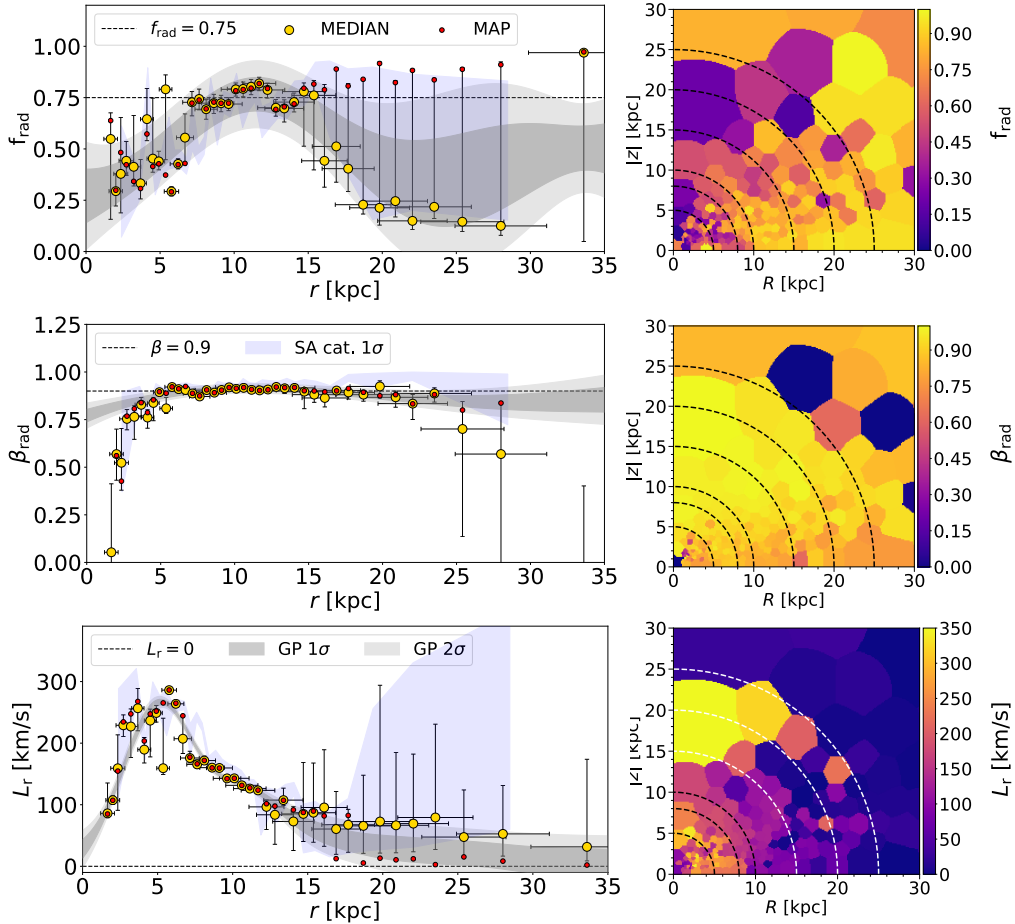 f_rad = 0.75 MEDIAN MAP
1.00
0.75
0.50
0.25
0.00
f_rad
0 5 10 15 20 25 30 35
r [kpc]
30
25
20
15
10
5
0
|z| [kpc]
0 10 20 30
R [kpc]
0.90
0.75
0.60
0.45
0.30
0.15
0.00
f_rad
β = 0.9 SA cat. 1σ
1.25
1.00
0.75
0.50
0.25
0.00
β_rad
0 5 10 15 20 25 30 35
r [kpc]
30
25
20
15
10
5
0
|z| [kpc]
0 10 20 30
R [kpc]
0.90
0.75
0.60
0.45
0.30
0.15
0.00
β_rad
L_r = 0 GP 1σ GP 2σ
300
200
100
0
L_r [km/s]
0 5 10 15 20 25 30 35
r [kpc]
30
25
20
15
10
5
0
|z| [kpc]
0 10 20 30
R [kpc]
350
300
250
200
150
100
50
0
L_r [km/s]